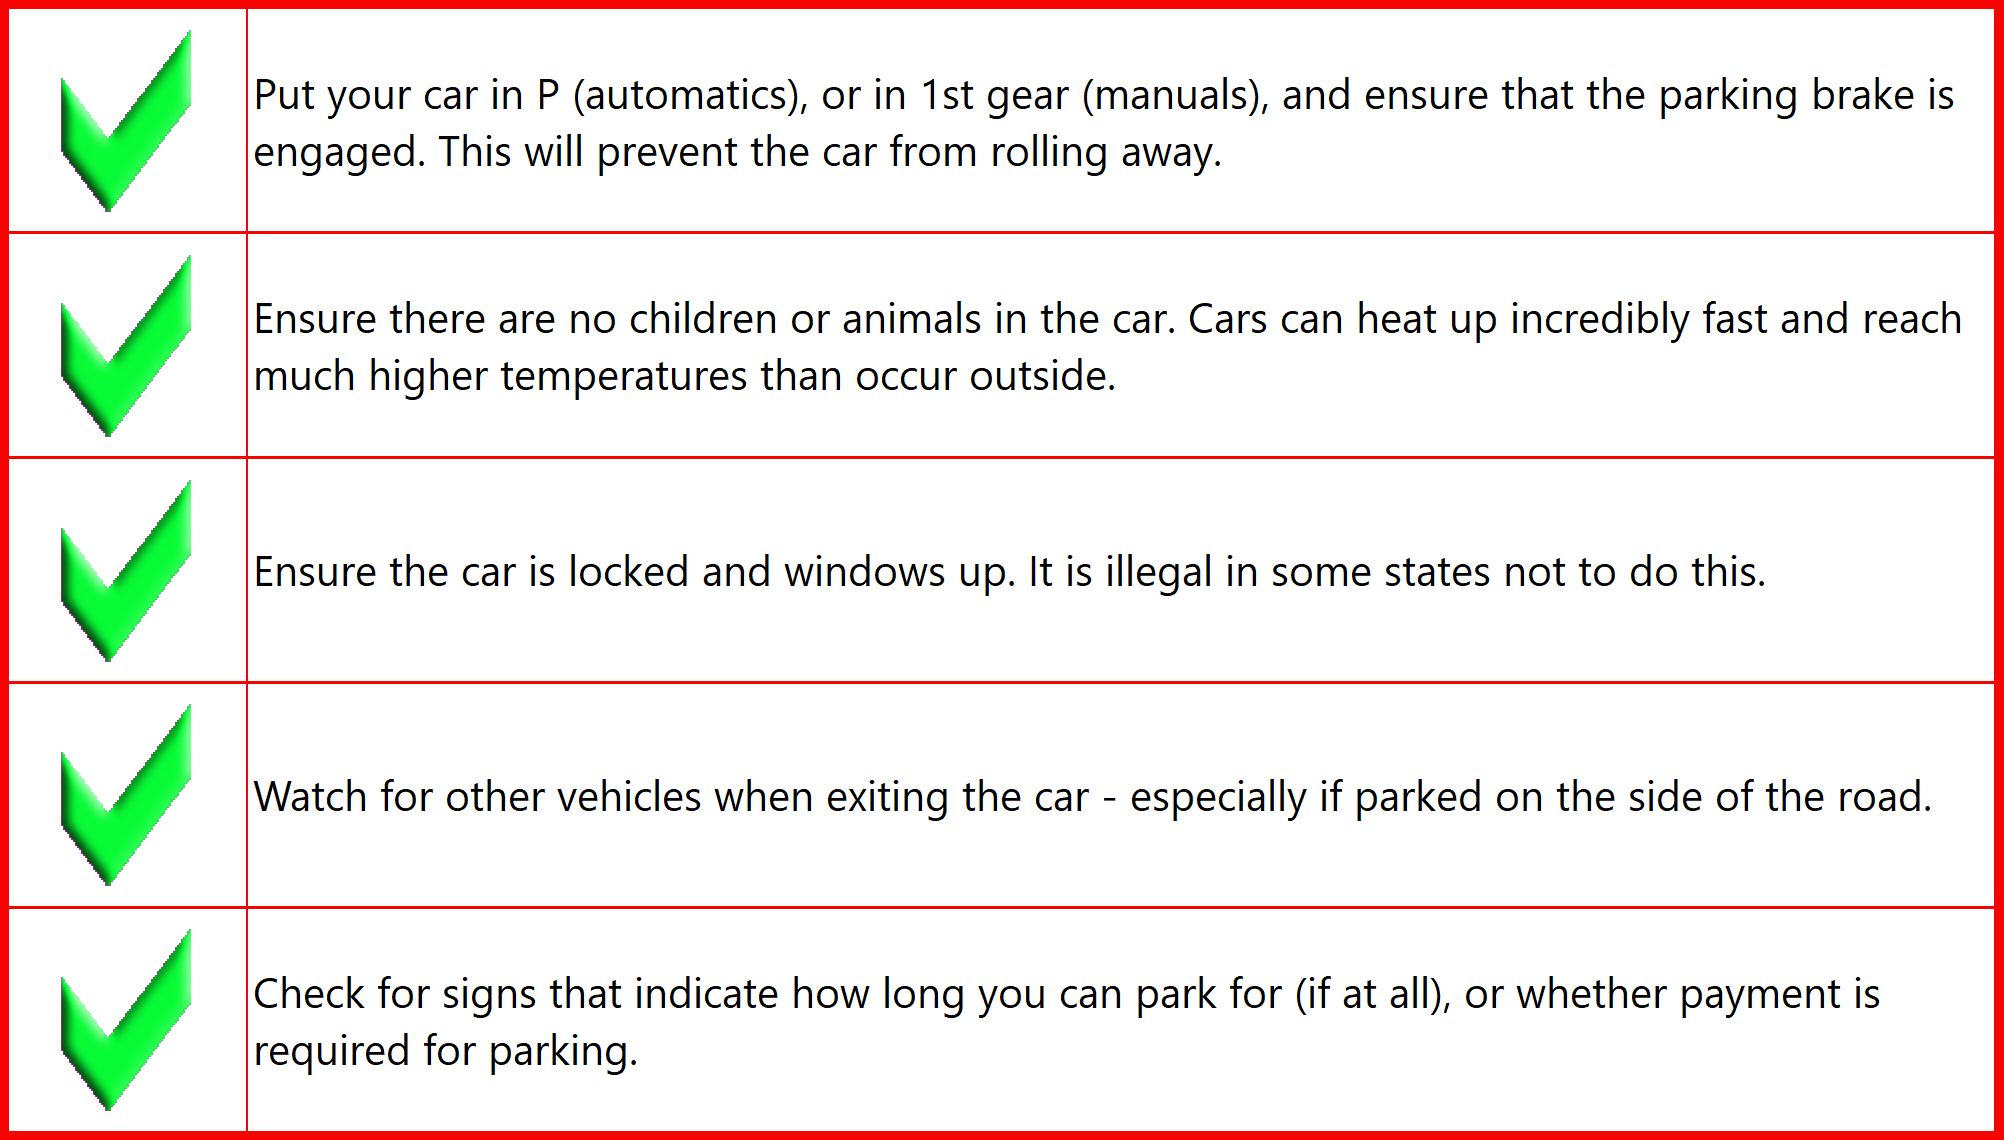 Put your car in P (automatics), or in 1st gear (manuals), and ensure that the parking brake is
engaged. This will prevent the car from rolling away.
Ensure there are no children or animals in the car. Cars can heat up incredibly fast and reach
much higher temperatures than occur outside.
Ensure the car is locked and windows up. It is illegal in some states not to do this.
Watch for other vehicles when exiting the car - especially if parked on the side of the road.
Check for signs that indicate how long you can park for (if at all), or whether payment is
required for parking.